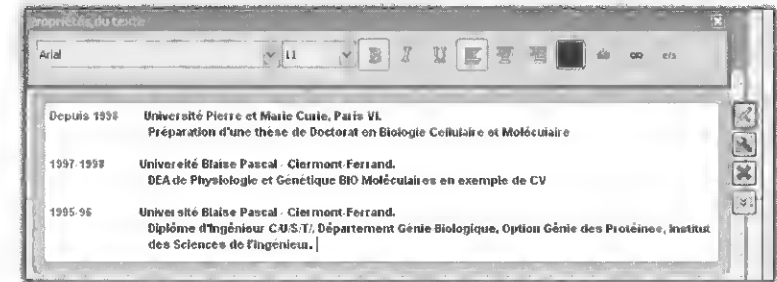 Propriétés du texte
Arial 11 B I U c/s
Depuis 1998 Université Pierre et Marie Curie, Paris VI.
Préparation d'une thèse de Doctorat en Biologie Cellulaire et Moléculaire
1997-1998 Université Blaise Pascal - Clermont-Ferrand.
DEA de Physiologie et Génétique BIO Moléculaires en exemple de CV
1995-96 Université Blaise Pascal - Clermont-Ferrand.
Diplôme d'Ingénieur C/U/S/T/, Département Génie Biologique, Option Génie des Protéines, Institut
des Sciences de l'Ingénieur.